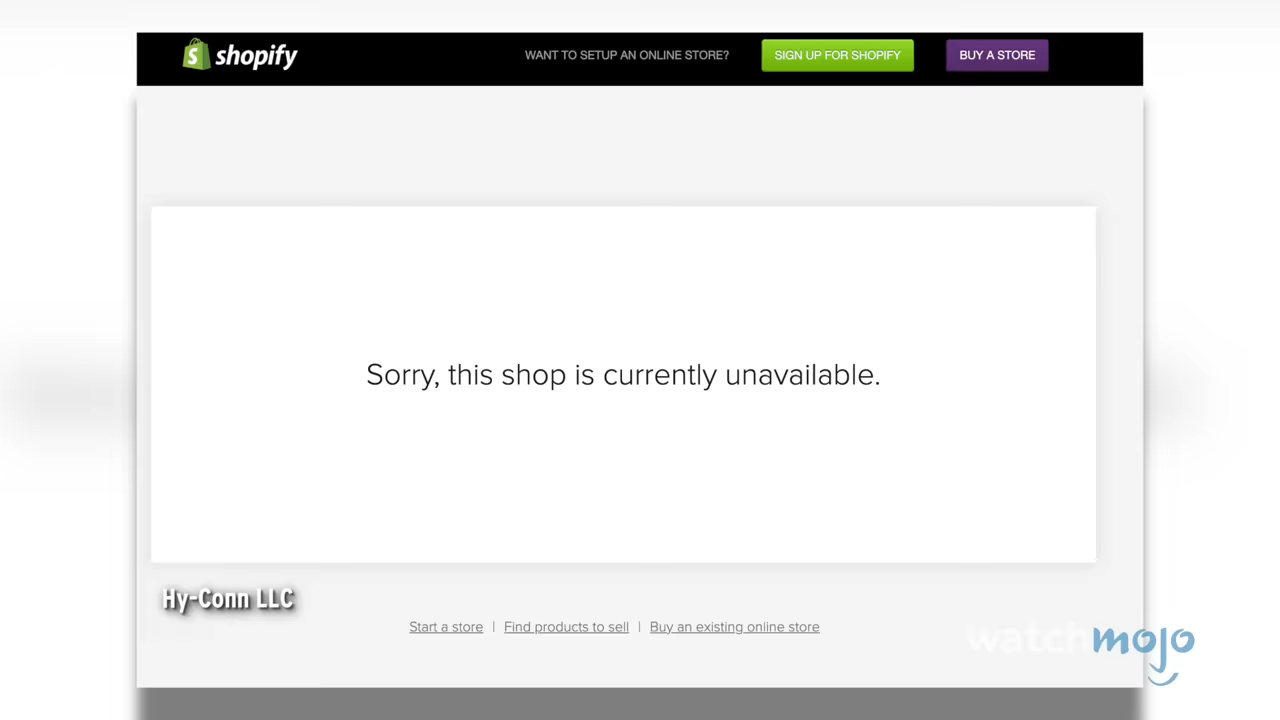 shopify
WANT TO SETUP AN ONLINE STORE?
SIGN UP FOR SHOPIFY
BUY A STORE
Sorry, this shop is currently unavailable.
Hy-Conn LLC
Start a store | Find products to sell | Buy an existing online store
watchmojo